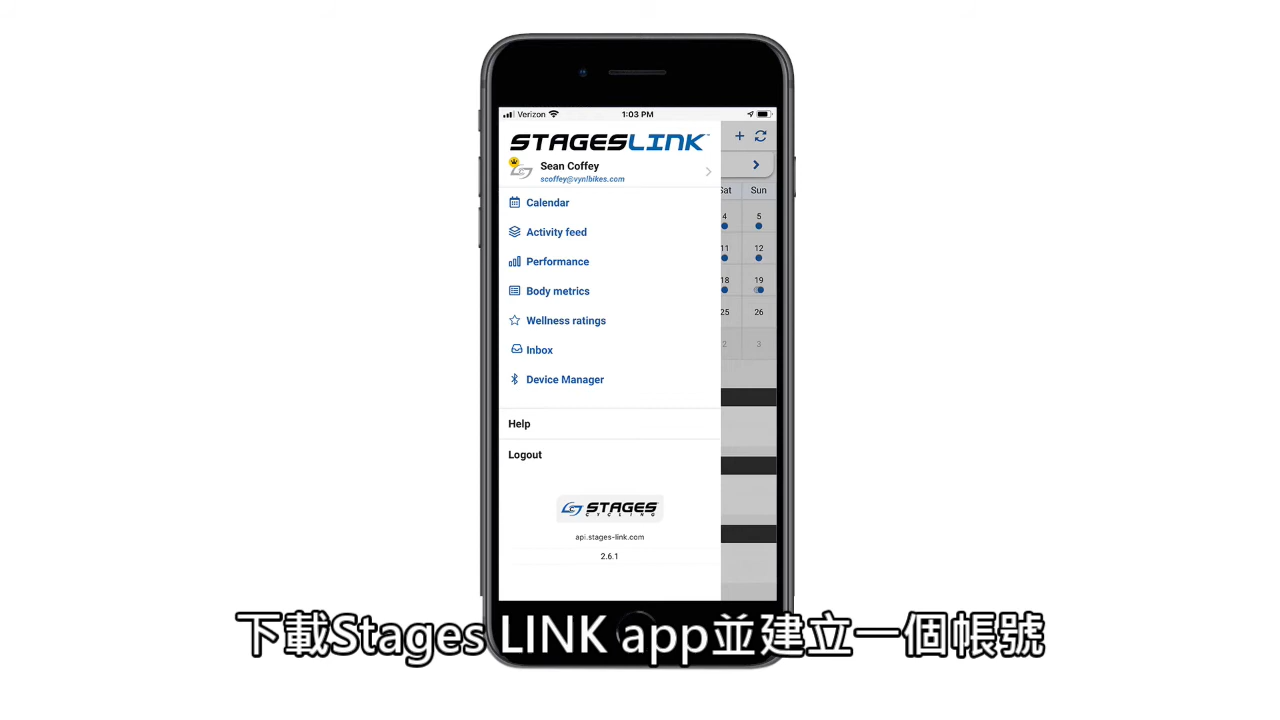 Verizon
1:03 PM
STAGESLINK™
Sean Coffey
scoffey@vynlbikes.com
Calendar
Activity feed
Performance
Body metrics
Wellness ratings
Inbox
Device Manager
Help
Logout
STAGES
CYCLING
api.stages-link.com
2.6.1
+
Sat Sun
4 5
11 12
18 19
25 26
2 3
下載Stages LINK app並建立一個帳號